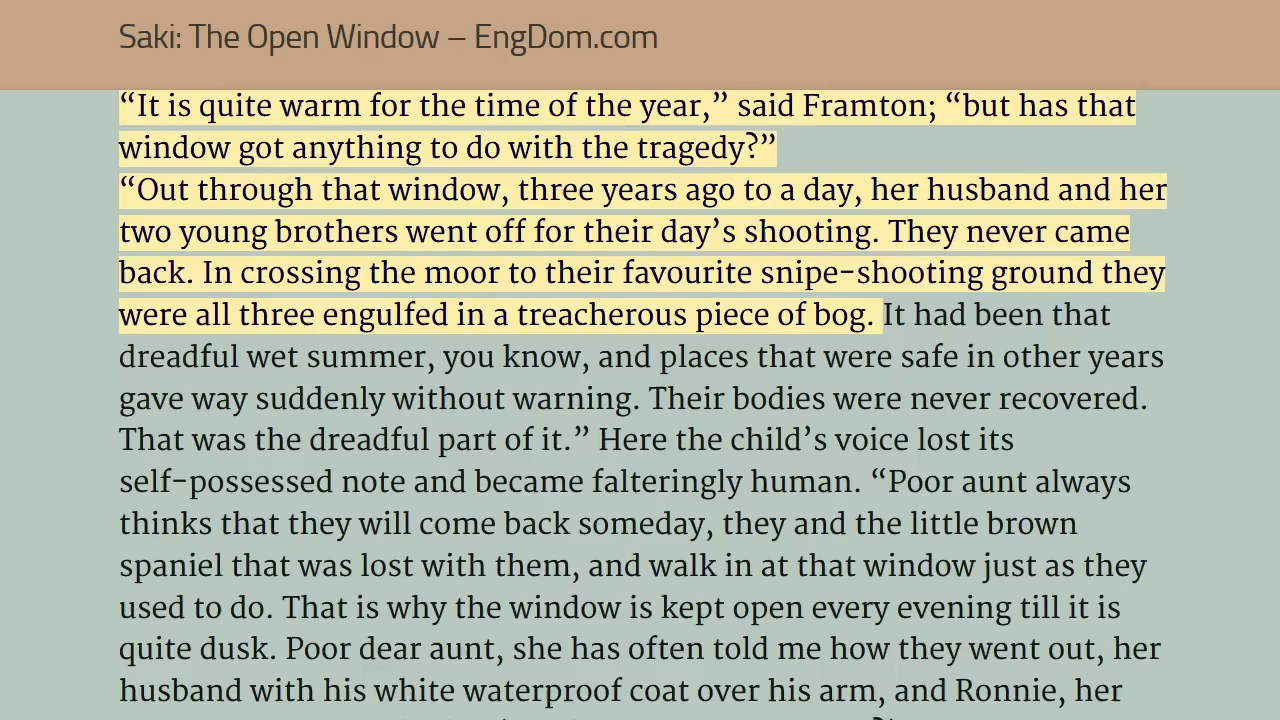 Saki: The Open Window – EngDom.com
“It is quite warm for the time of the year,” said Framton; “but has that
window got anything to do with the tragedy?”
“Out through that window, three years ago to a day, her husband and her
two young brothers went off for their day’s shooting. They never came
back. In crossing the moor to their favourite snipe-shooting ground they
were all three engulfed in a treacherous piece of bog. It had been that
dreadful wet summer, you know, and places that were safe in other years
gave way suddenly without warning. Their bodies were never recovered.
That was the dreadful part of it.” Here the child’s voice lost its
self-possessed note and became falteringly human. “Poor aunt always
thinks that they will come back someday, they and the little brown
spaniel that was lost with them, and walk in at that window just as they
used to do. That is why the window is kept open every evening till it is
quite dusk. Poor dear aunt, she has often told me how they went out, her
husband with his white waterproof coat over his arm, and Ronnie, her